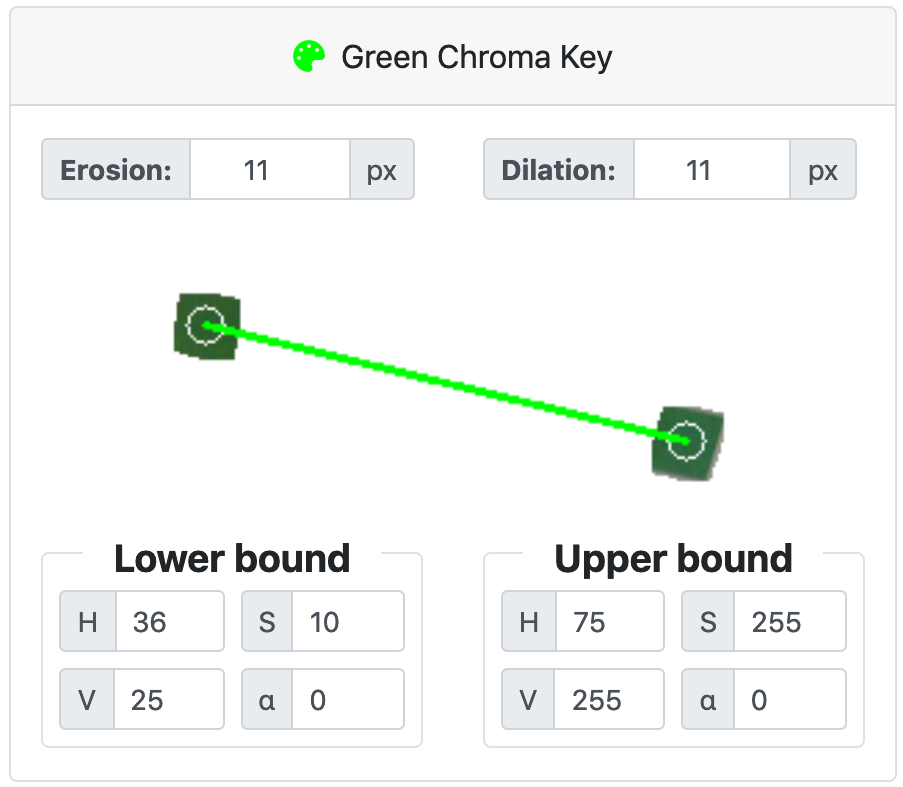 Green Chroma Key
Erosion: 11 px Dilation: 11 px
Lower bound Upper bound
H 36 S 10 H 75 S 255
V 25 α 0 V 255 α 0